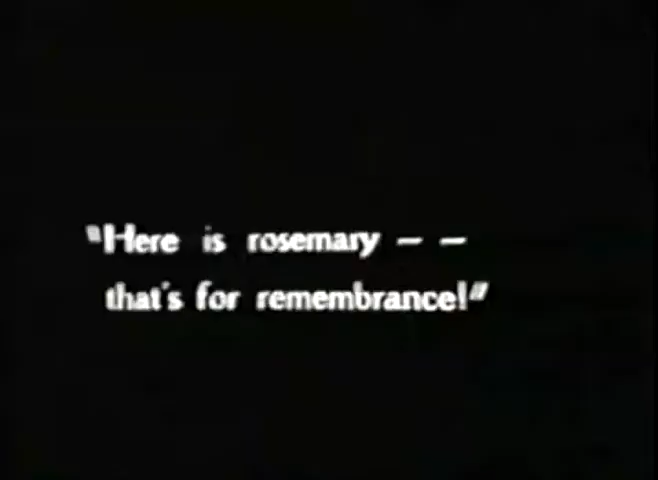 "Here is rosemary – –
that's for remembrance!"